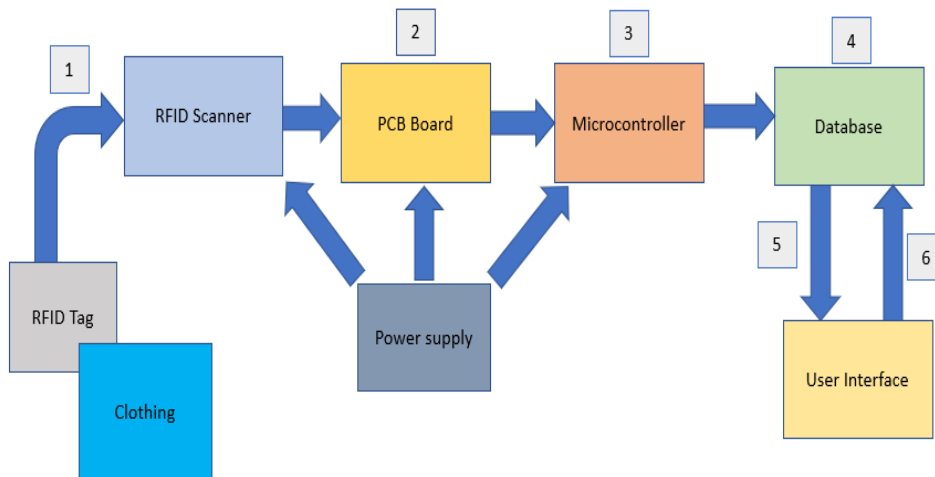 1
RFID Scanner
2
PCB Board
3
Microcontroller
4
Database
RFID Tag
Clothing
Power supply
5
6
User Interface